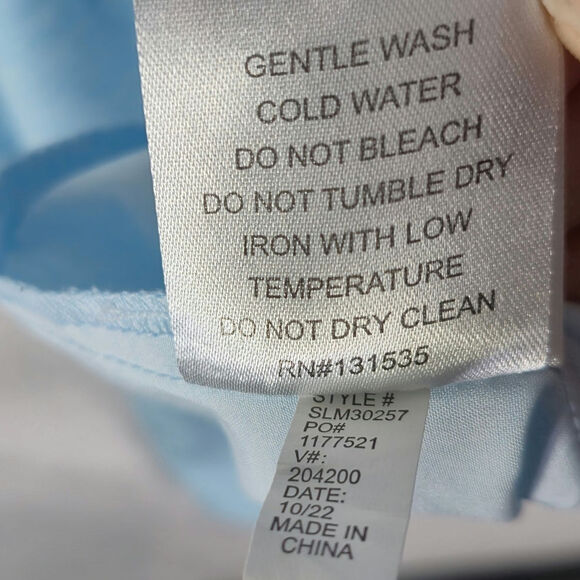 GENTLE WASH
COLD WATER
DO NOT BLEACH
DO NOT TUMBLE DRY
IRON WITH LOW
TEMPERATURE
DO NOT DRY CLEAN
RN#131535
STYLE #
SLM30257
PO#
1177521
V#:
204200
DATE:
10/22
MADE IN
CHINA